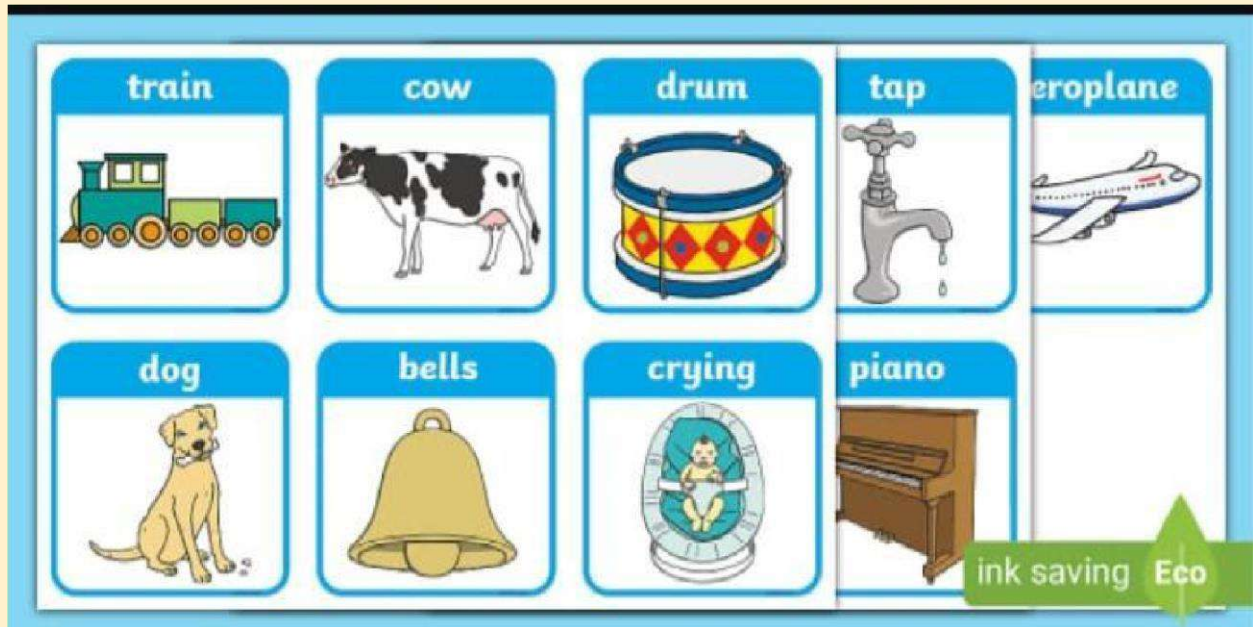 train
cow
drum
tap
eroplane
dog
bells
crying
piano
ink saving Eco